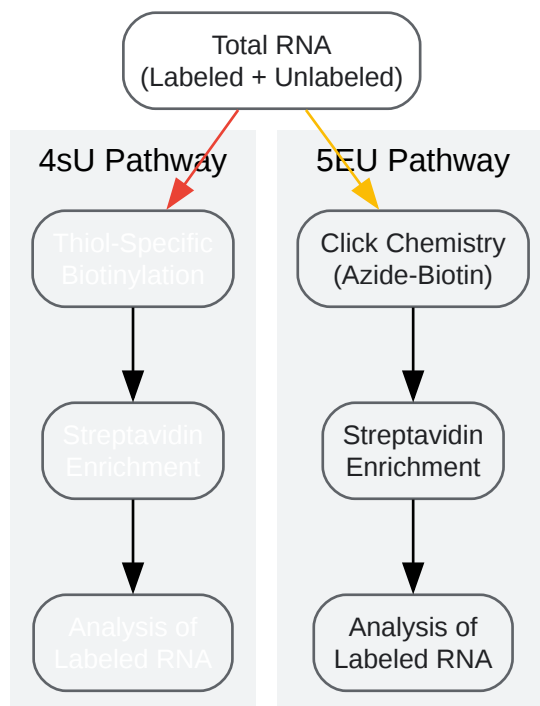 Total RNA
(Labeled + Unlabeled)
4sU Pathway
5EU Pathway
Thiol-Specific
Biotinylation
Click Chemistry
(Azide-Biotin)
Streptavidin
Enrichment
Streptavidin
Enrichment
Analysis of
Labeled RNA
Analysis of
Labeled RNA